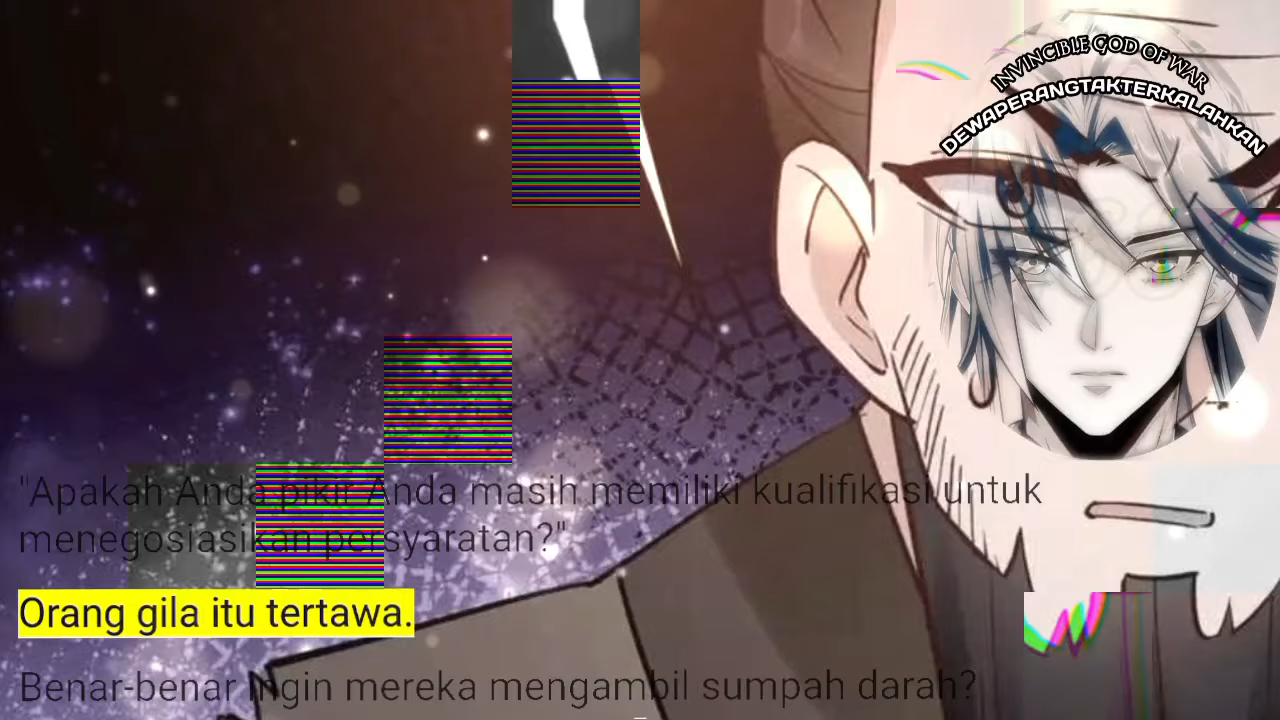 INVINCIBLE GOD OF WAR
DEWAPERANGTAKTERKALAHKAN
"Apakah Anda pikir Anda masih memiliki kualifikasi untuk
menegosiasikan persyaratan?"
Orang gila itu tertawa.
Benar-benar ingin mereka mengambil sumpah darah?